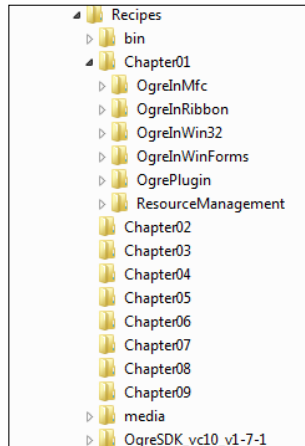 Recipes
bin
Chapter01
OgreInMfc
OgreInRibbon
OgreInWin32
OgreInWinForms
OgrePlugin
ResourceManagement
Chapter02
Chapter03
Chapter04
Chapter05
Chapter06
Chapter07
Chapter08
Chapter09
media
OgreSDK_vc10_v1-7-1